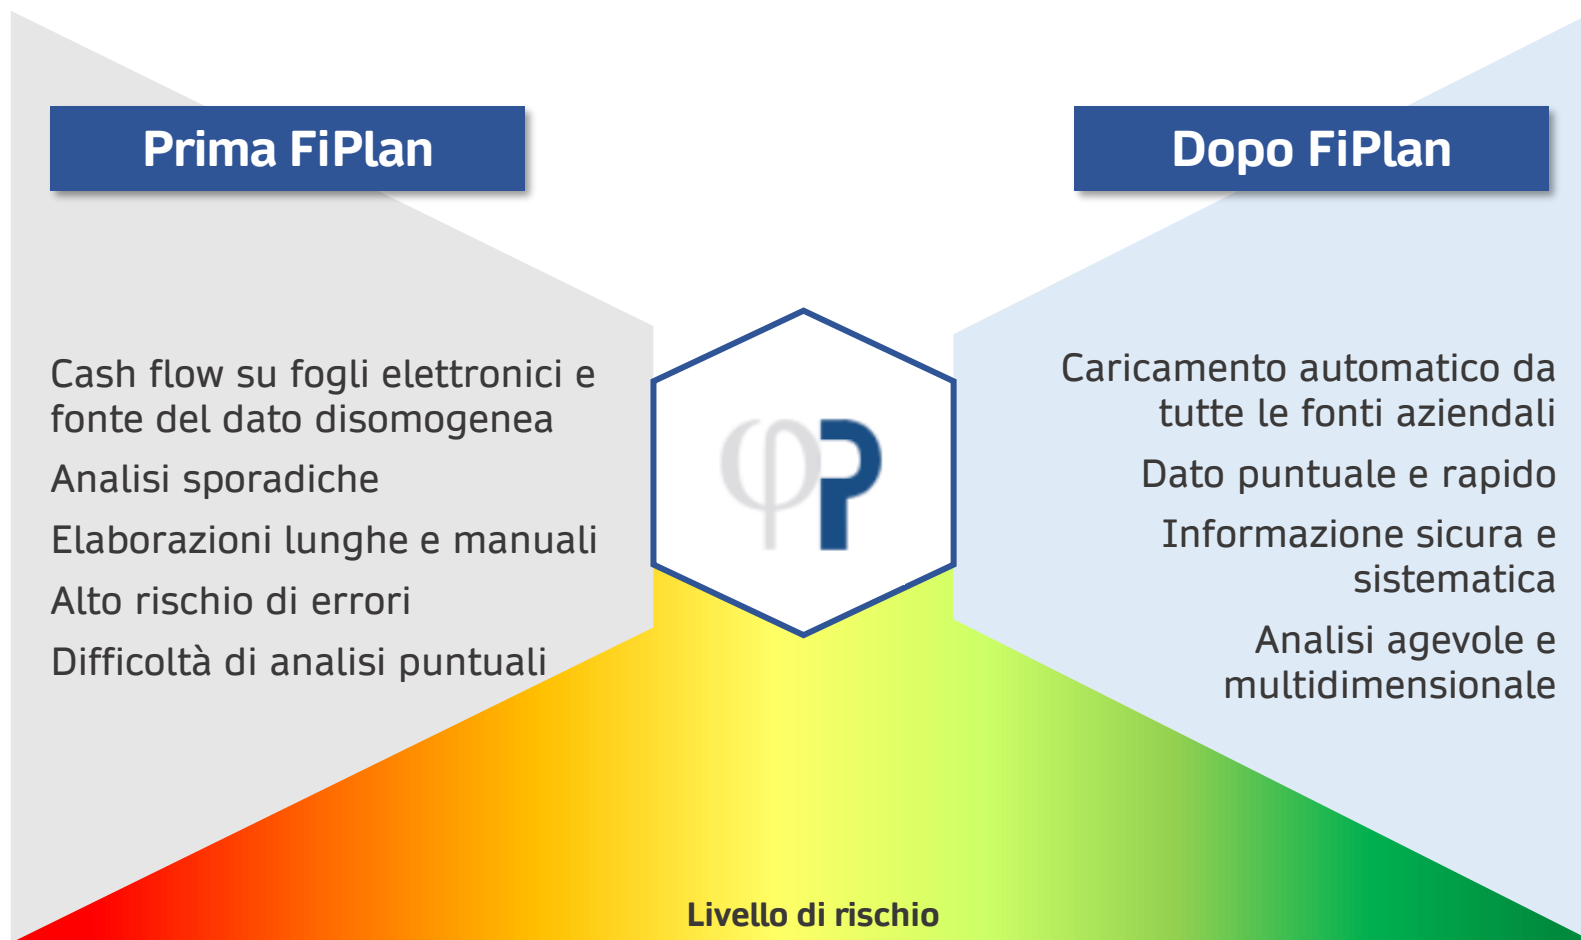 Prima FiPlan
Cash flow su fogli elettronici e
fonte del dato disomogenea
Analisi sporadiche
Elaborazioni lunghe e manuali
Alto rischio di errori
Difficoltà di analisi puntuali
φP
Dopo FiPlan
Caricamento automatico da
tutte le fonti aziendali
Dato puntuale e rapido
Informazione sicura e
sistematica
Analisi agevole e
multidimensionale
Livello di rischio